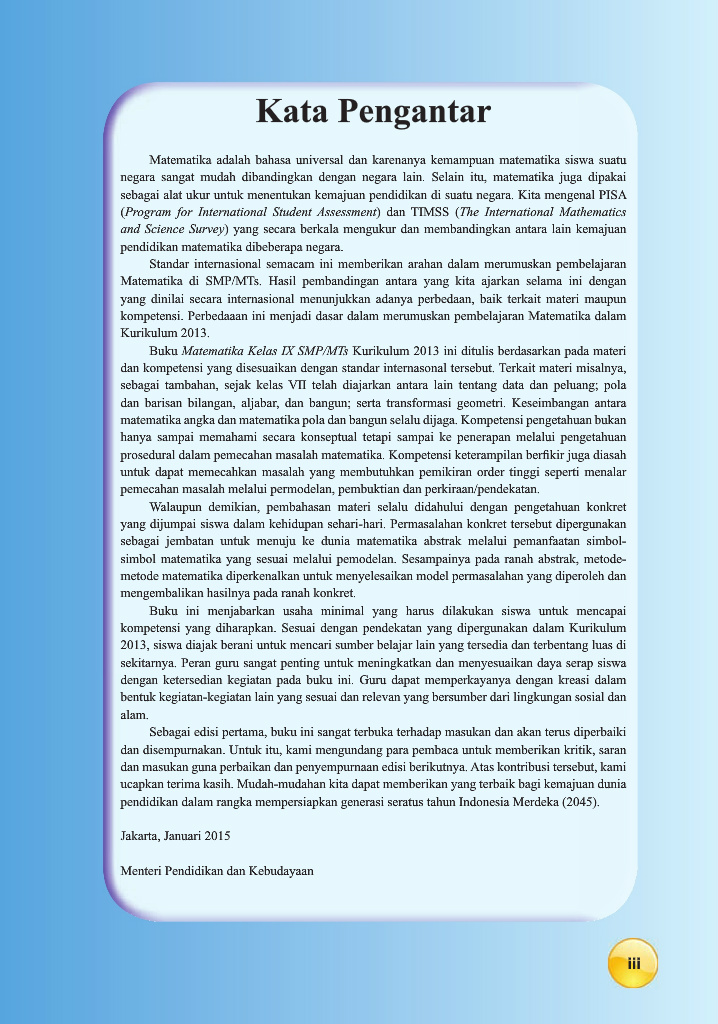 Kata Pengantar
Matematika adalah bahasa universal dan karenanya kemampuan matematika siswa suatu
negara sangat mudah dibandingkan dengan negara lain. Selain itu, matematika juga dipakai
sebagai alat ukur untuk menentukan kemajuan pendidikan di suatu negara. Kita mengenal PISA
(Program for International Student Assessment) dan TIMSS (The International Mathematics
and Science Survey) yang secara berkala mengukur dan membandingkan antara lain kemajuan
pendidikan matematika dibeberapa negara.
Standar internasional semacam ini memberikan arahan dalam merumuskan pembelajaran
Matematika di SMP/MTs. Hasil pembandingan antara yang kita ajarkan selama ini dengan
yang dinilai secara internasional menunjukkan adanya perbedaan, baik terkait materi maupun
kompetensi. Perbedaaan ini menjadi dasar dalam merumuskan pembelajaran Matematika dalam
Kurikulum 2013.
Buku Matematika Kelas IX SMP/MTs Kurikulum 2013 ini ditulis berdasarkan pada materi
dan kompetensi yang disesuaikan dengan standar internasonal tersebut. Terkait materi misalnya,
sebagai tambahan, sejak kelas VII telah diajarkan antara lain tentang data dan peluang; pola
dan barisan bilangan, aljabar, dan bangun; serta transformasi geometri. Keseimbangan antara
matematika angka dan matematika pola dan bangun selalu dijaga. Kompetensi pengetahuan bukan
hanya sampai memahami secara konseptual tetapi sampai ke penerapan melalui pengetahuan
prosedural dalam pemecahan masalah matematika. Kompetensi keterampilan berfikir juga diasah
untuk dapat memecahkan masalah yang membutuhkan pemikiran order tinggi seperti menalar
pemecahan masalah melalui permodelan, pembuktian dan perkiraan/pendekatan.
Walaupun demikian, pembahasan materi selalu didahului dengan pengetahuan konkret
yang dijumpai siswa dalam kehidupan sehari-hari. Permasalahan konkret tersebut dipergunakan
sebagai jembatan untuk menuju ke dunia matematika abstrak melalui pemanfaatan simbol-
simbol matematika yang sesuai melalui pemodelan. Sesampainya pada ranah abstrak, metode-
metode matematika diperkenalkan untuk menyelesaikan model permasalahan yang diperoleh dan
mengembalikan hasilnya pada ranah konkret.
Buku ini menjabarkan usaha minimal yang harus dilakukan siswa untuk mencapai
kompetensi yang diharapkan. Sesuai dengan pendekatan yang dipergunakan dalam Kurikulum
2013, siswa diajak berani untuk mencari sumber belajar lain yang tersedia dan terbentang luas di
sekitarnya. Peran guru sangat penting untuk meningkatkan dan menyesuaikan daya serap siswa
dengan ketersedian kegiatan pada buku ini. Guru dapat memperkayanya dengan kreasi dalam
bentuk kegiatan-kegiatan lain yang sesuai dan relevan yang bersumber dari lingkungan sosial dan
alam.
Sebagai edisi pertama, buku ini sangat terbuka terhadap masukan dan akan terus diperbaiki
dan disempurnakan. Untuk itu, kami mengundang para pembaca untuk memberikan kritik, saran
dan masukan guna perbaikan dan penyempurnaan edisi berikutnya. Atas kontribusi tersebut, kami
ucapkan terima kasih. Mudah-mudahan kita dapat memberikan yang terbaik bagi kemajuan dunia
pendidikan dalam rangka mempersiapkan generasi seratus tahun Indonesia Merdeka (2045).
Jakarta, Januari 2015
Menteri Pendidikan dan Kebudayaan
iii